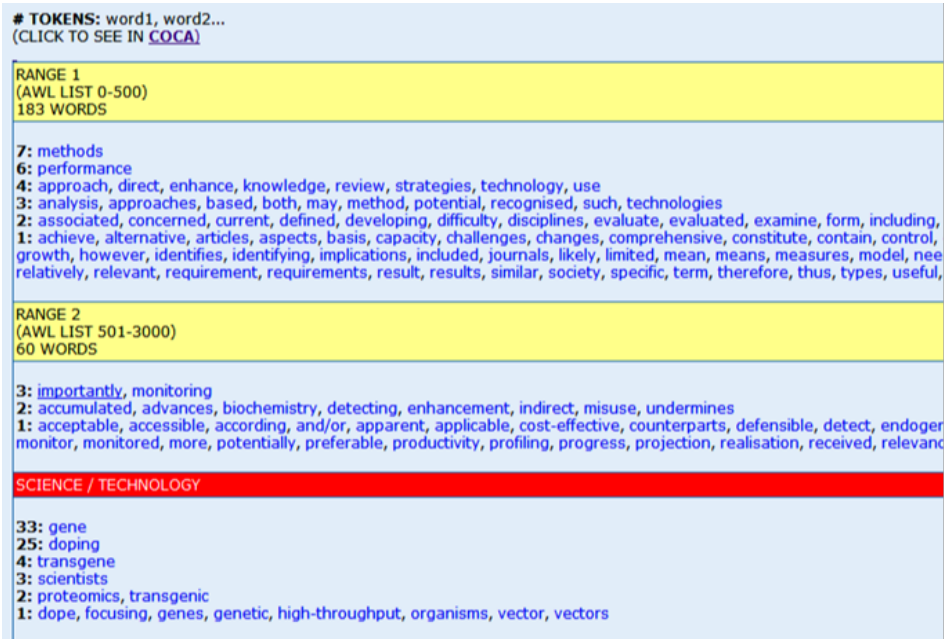 # TOKENS: word1, word2...
(CLICK TO SEE IN COCA)
RANGE 1
(AWL LIST 0-500)
183 WORDS
7: methods
6: performance
4: approach, direct, enhance, knowledge, review, strategies, technology, use
3: analysis, approaches, based, both, may, method, potential, recognised, such, technologies
2: associated, concerned, current, defined, developing, difficulty, disciplines, evaluate, evaluated, examine, form, including,
1: achieve, alternative, articles, aspects, basis, capacity, challenges, changes, comprehensive, constitute, contain, control,
growth, however, identifies, identifying, implications, included, journals, likely, limited, mean, means, measures, model, nee
relatively, relevant, requirement, requirements, result, results, similar, society, specific, term, therefore, thus, types, useful,
RANGE 2
(AWL LIST 501-3000)
60 WORDS
3: importantly, monitoring
2: accumulated, advances, biochemistry, detecting, enhancement, indirect, misuse, undermines
1: acceptable, accessible, according, and/or, apparent, applicable, cost-effective, counterparts, defensible, detect, endoger
monitor, monitored, more, potentially, preferable, productivity, profiling, progress, projection, realisation, received, relevanc
SCIENCE / TECHNOLOGY
33: gene
25: doping
4: transgene
3: scientists
2: proteomics, transgenic
1: dope, focusing, genes, genetic, high-throughput, organisms, vector, vectors